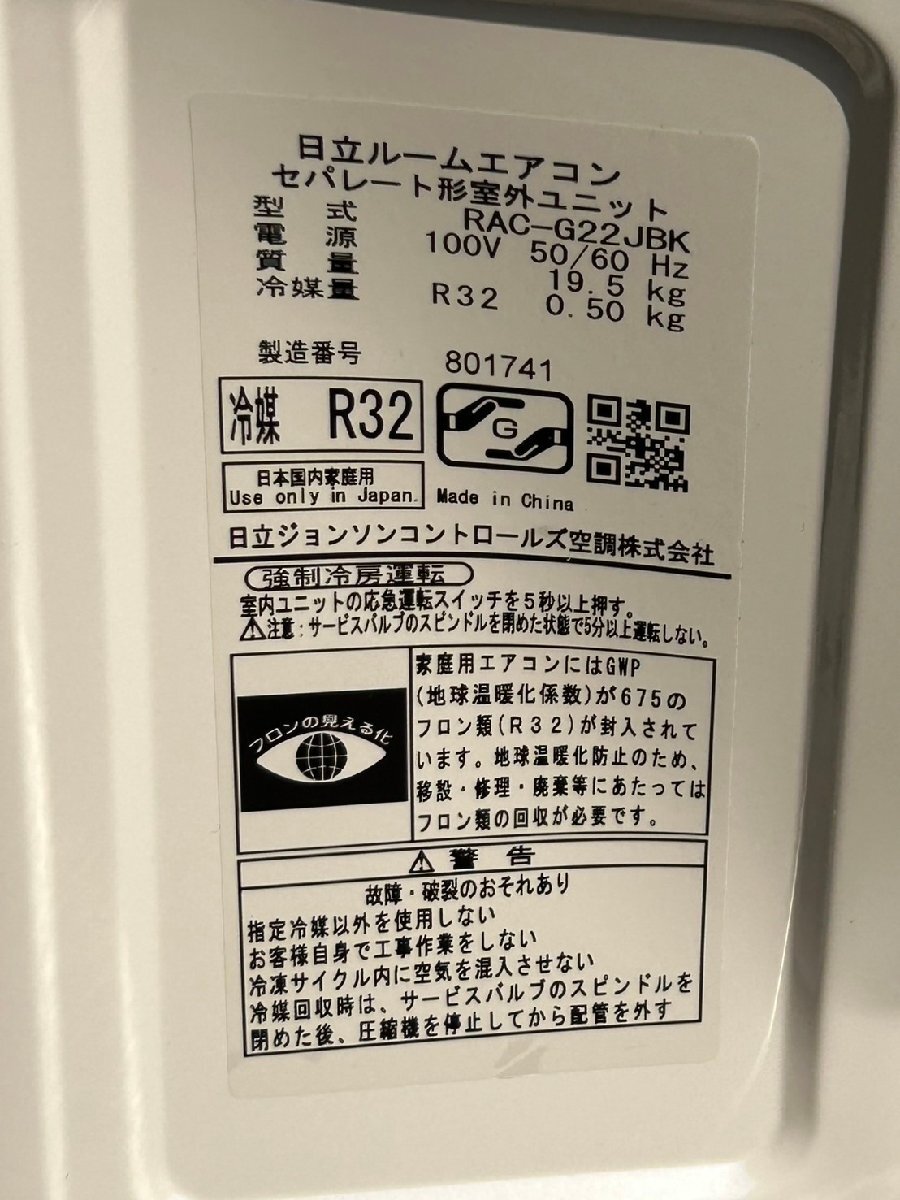 日立ルームエアコン
セパレート形室外ユニット
型式 RAC-G22JBK
電源 100V 50/60 Hz
質量 19.5 kg
冷媒量 R32 0.50 kg
製造番号 801741
冷媒 R32
G
日本国内家庭用
Use only in Japan.
Made in China
日立ジョンソンコントロールズ空調株式会社
強制冷房運転
室内ユニットの応急運転スイッチを5秒以上押す。
⚠注意:サービスバルブのスピンドルを閉めた状態で5分以上運転しない。
フロンの見える化
家庭用エアコンにはGWP
(地球温暖化係数)が675の
フロン類(R32)が封入されて
います。地球温暖化防止のため、
移設・修理・廃棄等にあたっては
フロン類の回収が必要です。
⚠ 警告
故障・破裂のおそれあり
指定冷媒以外を使用しない
お客様自身で工事作業をしない
冷凍サイクル内に空気を混入させない
冷媒回収時は、サービスバルブのスピンドルを
閉めた後、圧縮機を停止してから配管を外す